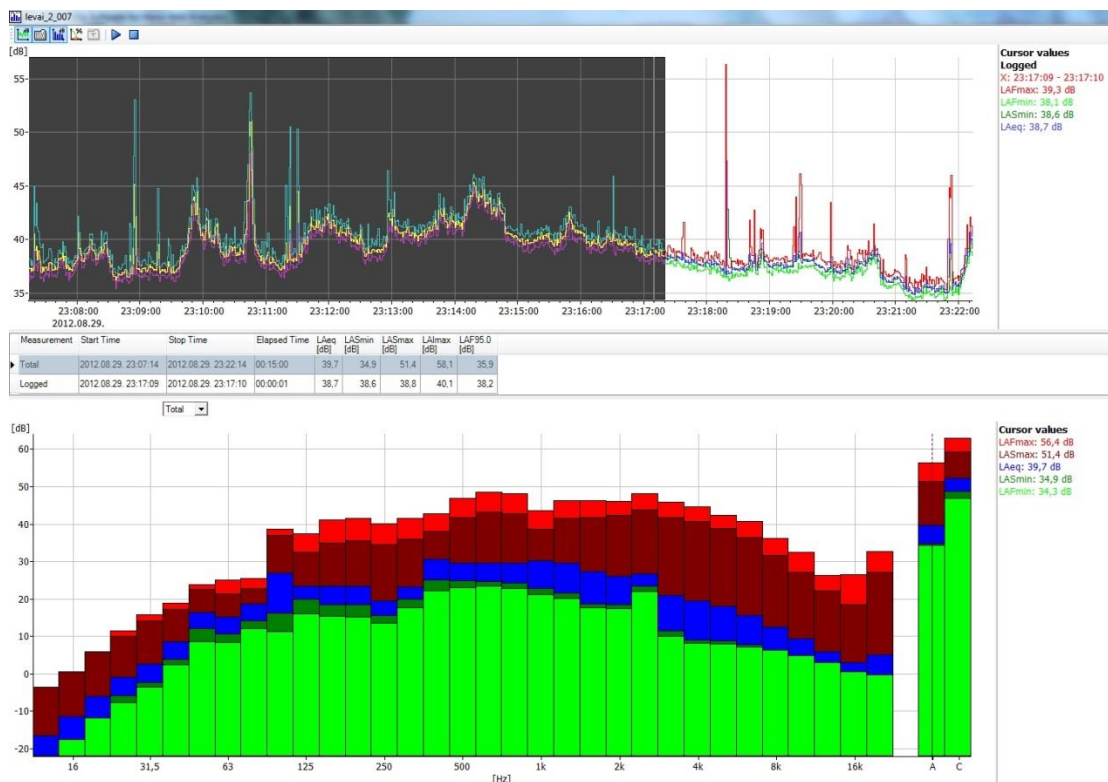 levai_2_007
[dB]
55
50
45
40
35
23:08:00 23:09:00 23:10:00 23:11:00 23:12:00 23:13:00 23:14:00 23:15:00 23:16:00 23:17:00 23:18:00 23:19:00 23:20:00 23:21:00 23:22:00
2012.08.29.
Cursor values
Logged
X: 23:17:09 - 23:17:10
LAFmax: 39,3 dB
LAFmin: 38,1 dB
LASmin: 38,6 dB
LAeq: 38,7 dB
Measurement Start Time Stop Time Elapsed Time LAeq [dB] LASmin [dB] LASmax [dB] LAImax [dB] LAF95.0 [dB]
Total 2012.08.29. 23:07:14 2012.08.29. 23:22:14 00:15:00 39,7 34,9 51,4 58,1 35,9
Logged 2012.08.29. 23:17:09 2012.08.29. 23:17:10 00:00:01 38,7 38,6 38,8 40,1 38,2
Total
[dB]
60
50
40
30
20
10
0
-10
-20
16 31,5 63 125 250 500 1k 2k 4k 8k 16k A C
[Hz]
Cursor values
LAFmax: 56,4 dB
LASmax: 51,4 dB
LAeq: 39,7 dB
LASmin: 34,9 dB
LAFmin: 34,3 dB